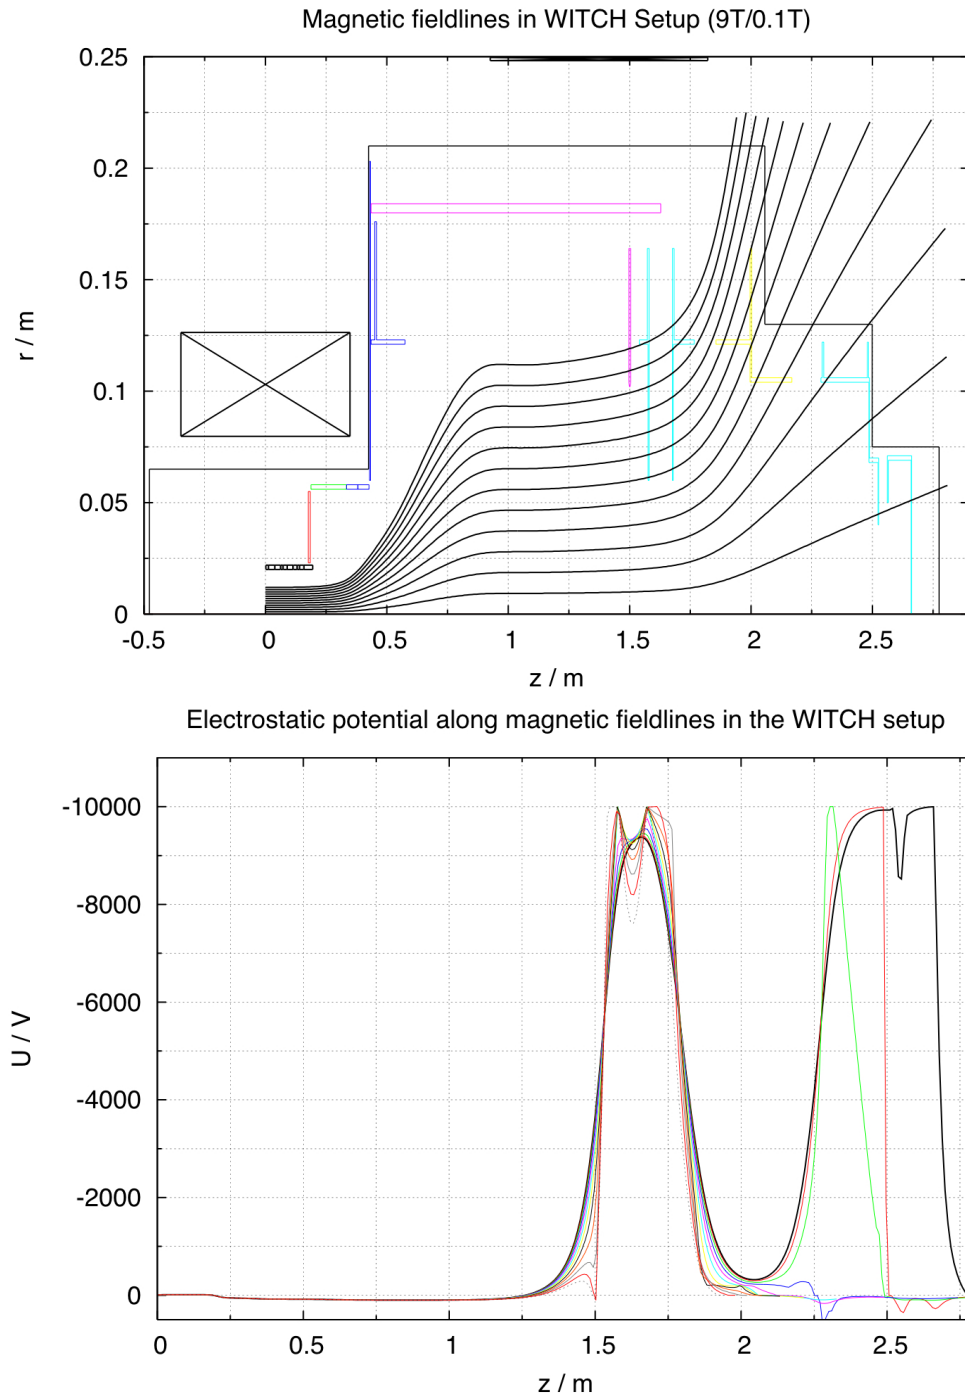 Magnetic fieldlines in WITCH Setup (9T/0.1T)
0.25
0.2
0.15
0.1
0.05
0
r / m
-0.5 0 0.5 1 1.5 2 2.5
z / m
Electrostatic potential along magnetic fieldlines in the WITCH setup
-10000
-8000
-6000
-4000
-2000
0
U / V
0 0.5 1 1.5 2 2.5
z / m